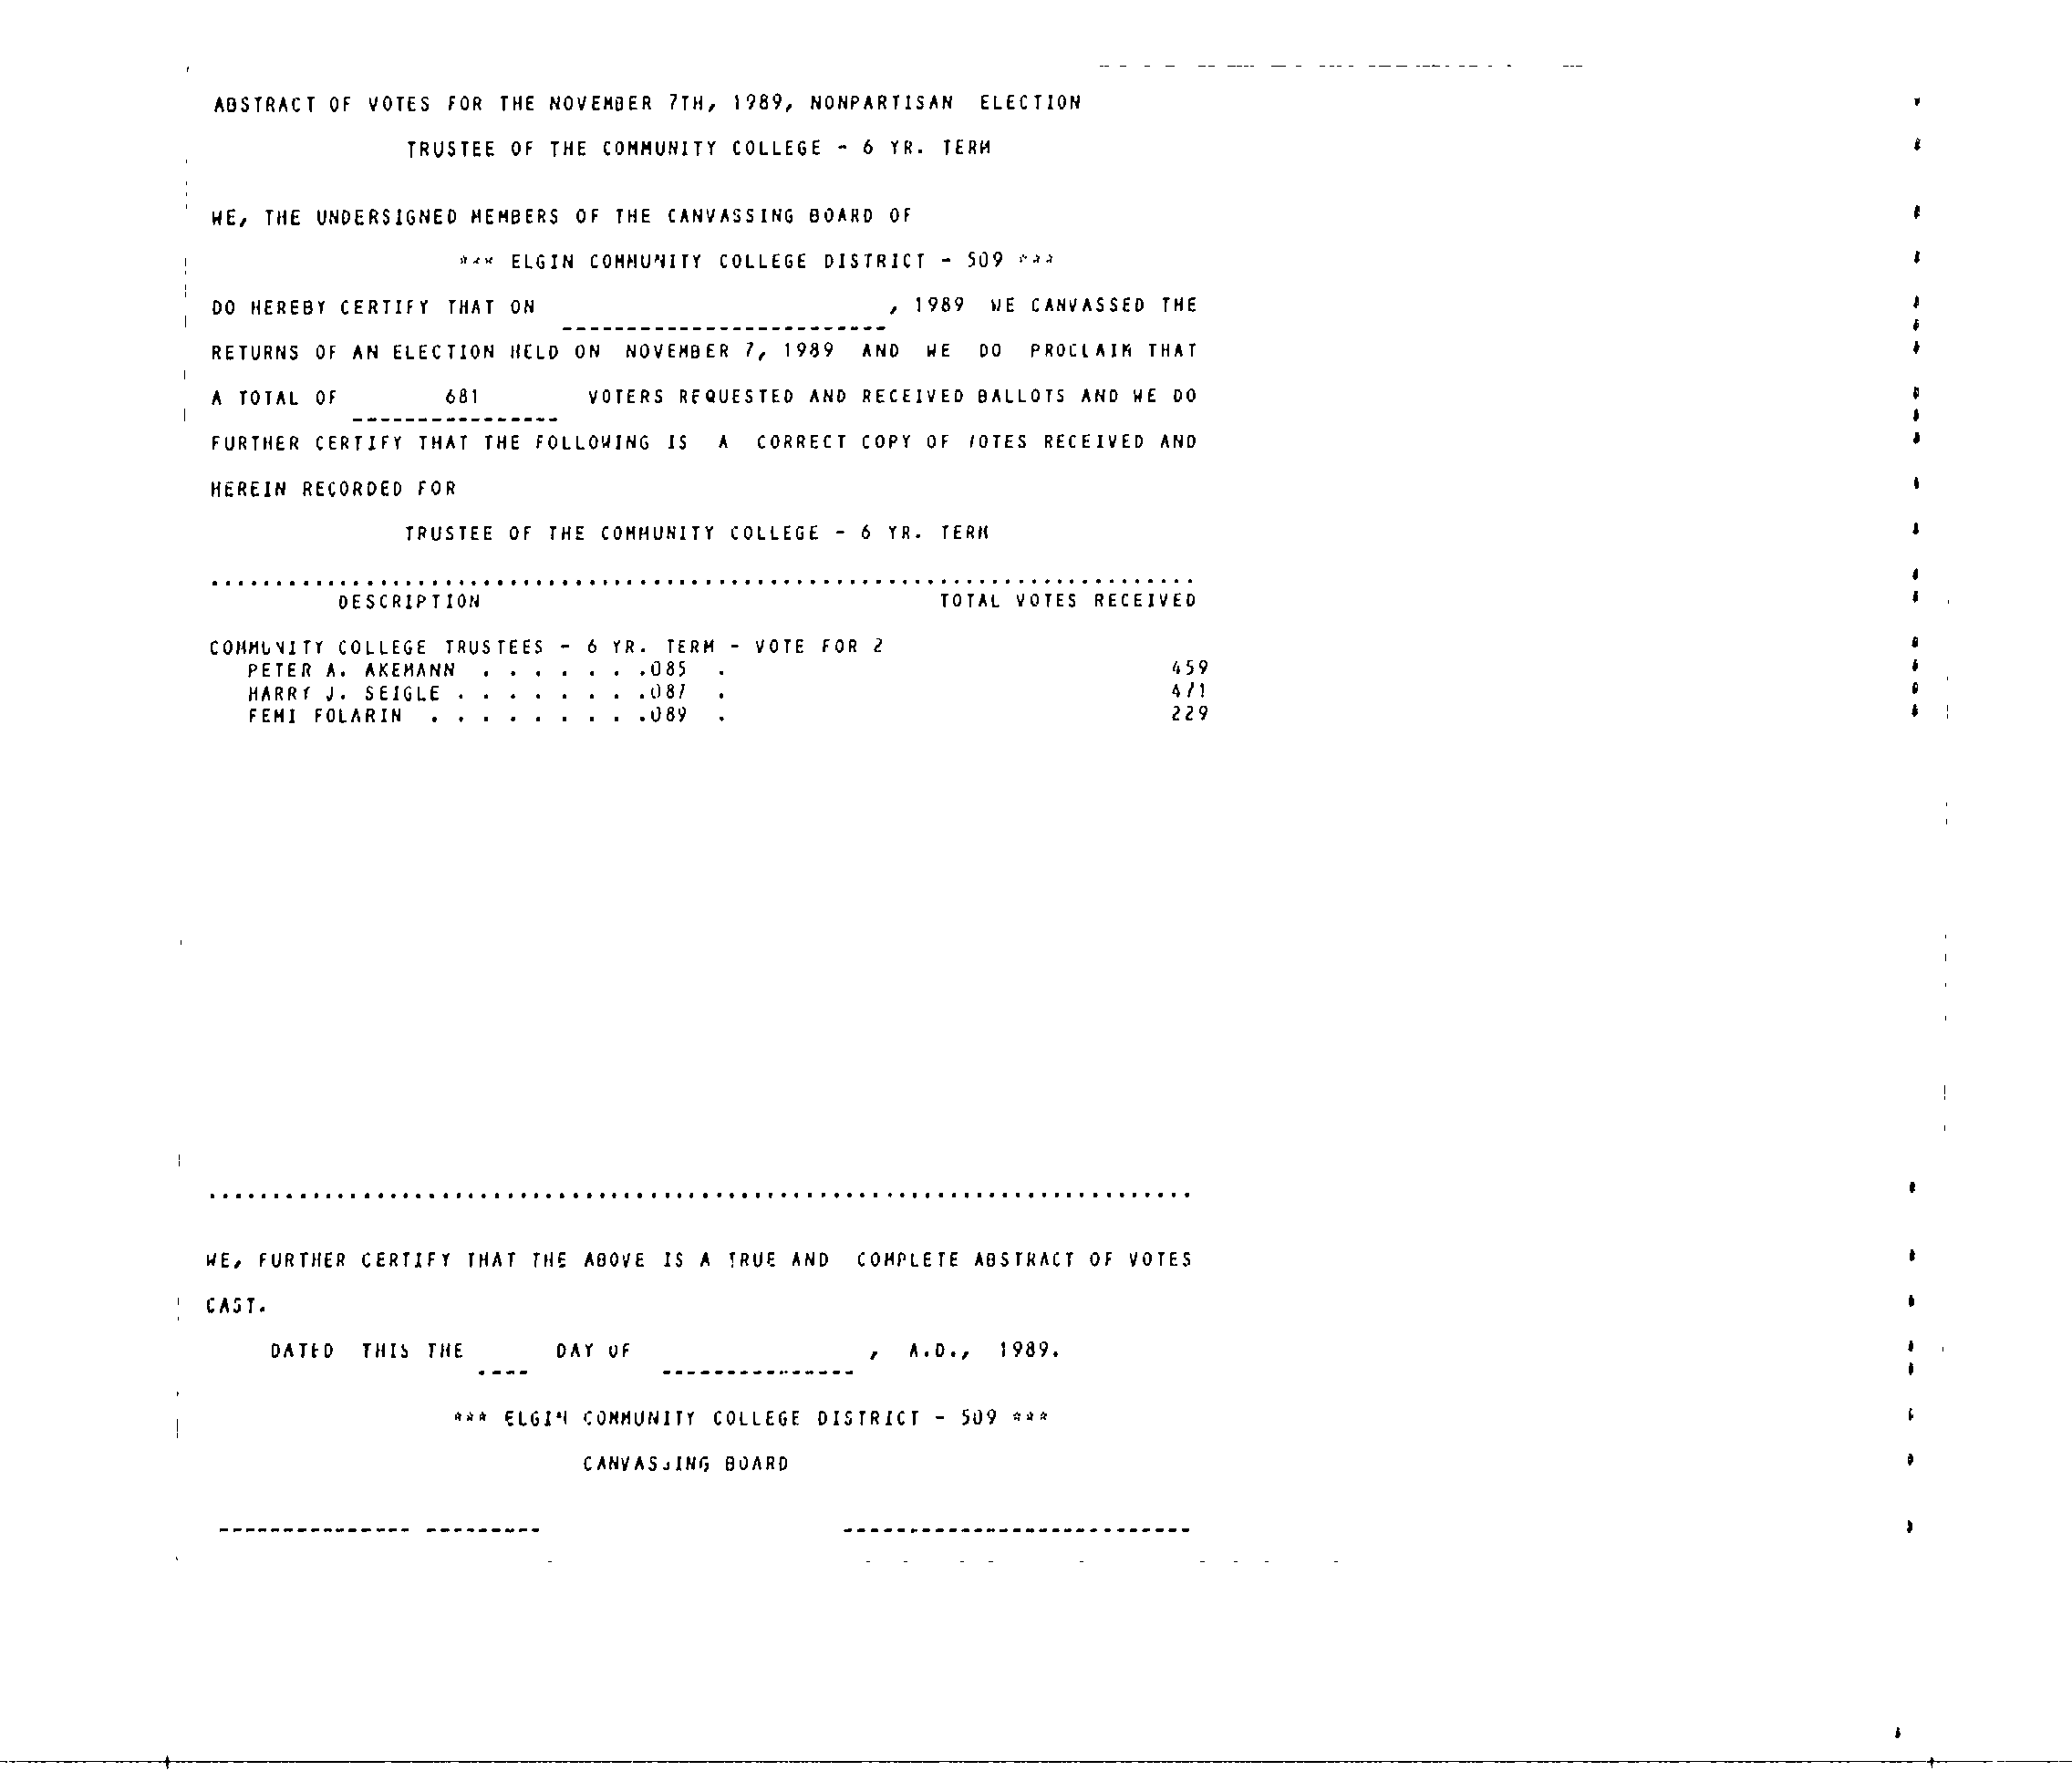 ABSTRACT OF VOTES FOR THE NOVEMBER 7TH, 1989, NONPARTISAN ELECTION
TRUSTEE OF THE COMMUNITY COLLEGE - 6 YR. TERM
WE, THE UNDERSIGNED MEMBERS OF THE CANVASSING BOARD OF
*** ELGIN COMMUNITY COLLEGE DISTRICT - 509 ***
DO HEREBY CERTIFY THAT ON ------------------------- , 1989 WE CANVASSED THE
RETURNS OF AN ELECTION HELD ON NOVEMBER 7, 1989 AND WE DO PROCLAIM THAT
A TOTAL OF 681 VOTERS REQUESTED AND RECEIVED BALLOTS AND WE DO
FURTHER CERTIFY THAT THE FOLLOWING IS A CORRECT COPY OF VOTES RECEIVED AND
HEREIN RECORDED FOR
TRUSTEE OF THE COMMUNITY COLLEGE - 6 YR. TERM
DESCRIPTION TOTAL VOTES RECEIVED
COMMUNITY COLLEGE TRUSTEES - 6 YR. TERM - VOTE FOR 2
PETER A. AKEMANN . . . . . . .085 . 459
HARRY J. SEIGLE . . . . . . . .087 . 471
FEMI FOLARIN . . . . . . . . .089 . 229
WE, FURTHER CERTIFY THAT THE ABOVE IS A TRUE AND COMPLETE ABSTRACT OF VOTES
CAST.
DATED THIS THE ---- DAY OF --------------- , A.D., 1989.
*** ELGIN COMMUNITY COLLEGE DISTRICT - 509 ***
CANVASSING BOARD